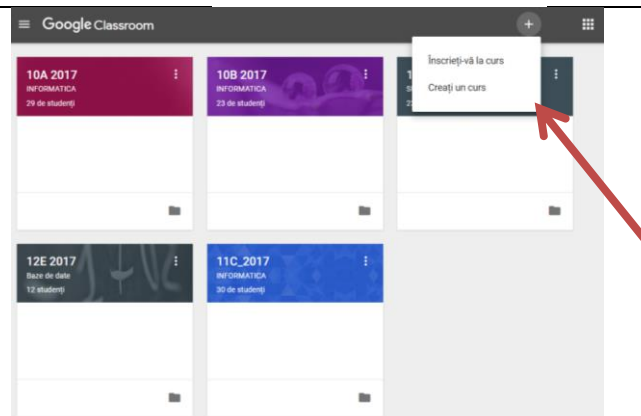 Google Classroom
+
Înscrieți-vă la curs
Creați un curs
10A 2017
INFORMATICA
29 de studenți
10B 2017
INFORMATICA
23 de studenți
12E 2017
Baze de date
12 studenți
11C_2017
INFORMATICA
30 de studenți